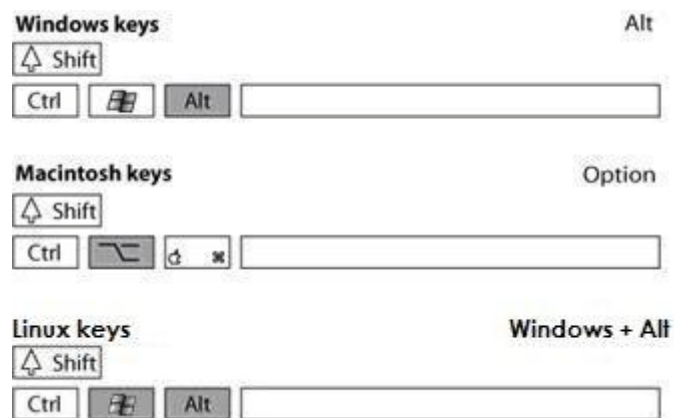 Windows keys Alt
Shift
Ctrl Alt
Macintosh keys Option
Shift
Ctrl ⌥ ⌘
Linux keys Windows + Alt
Shift
Ctrl Alt